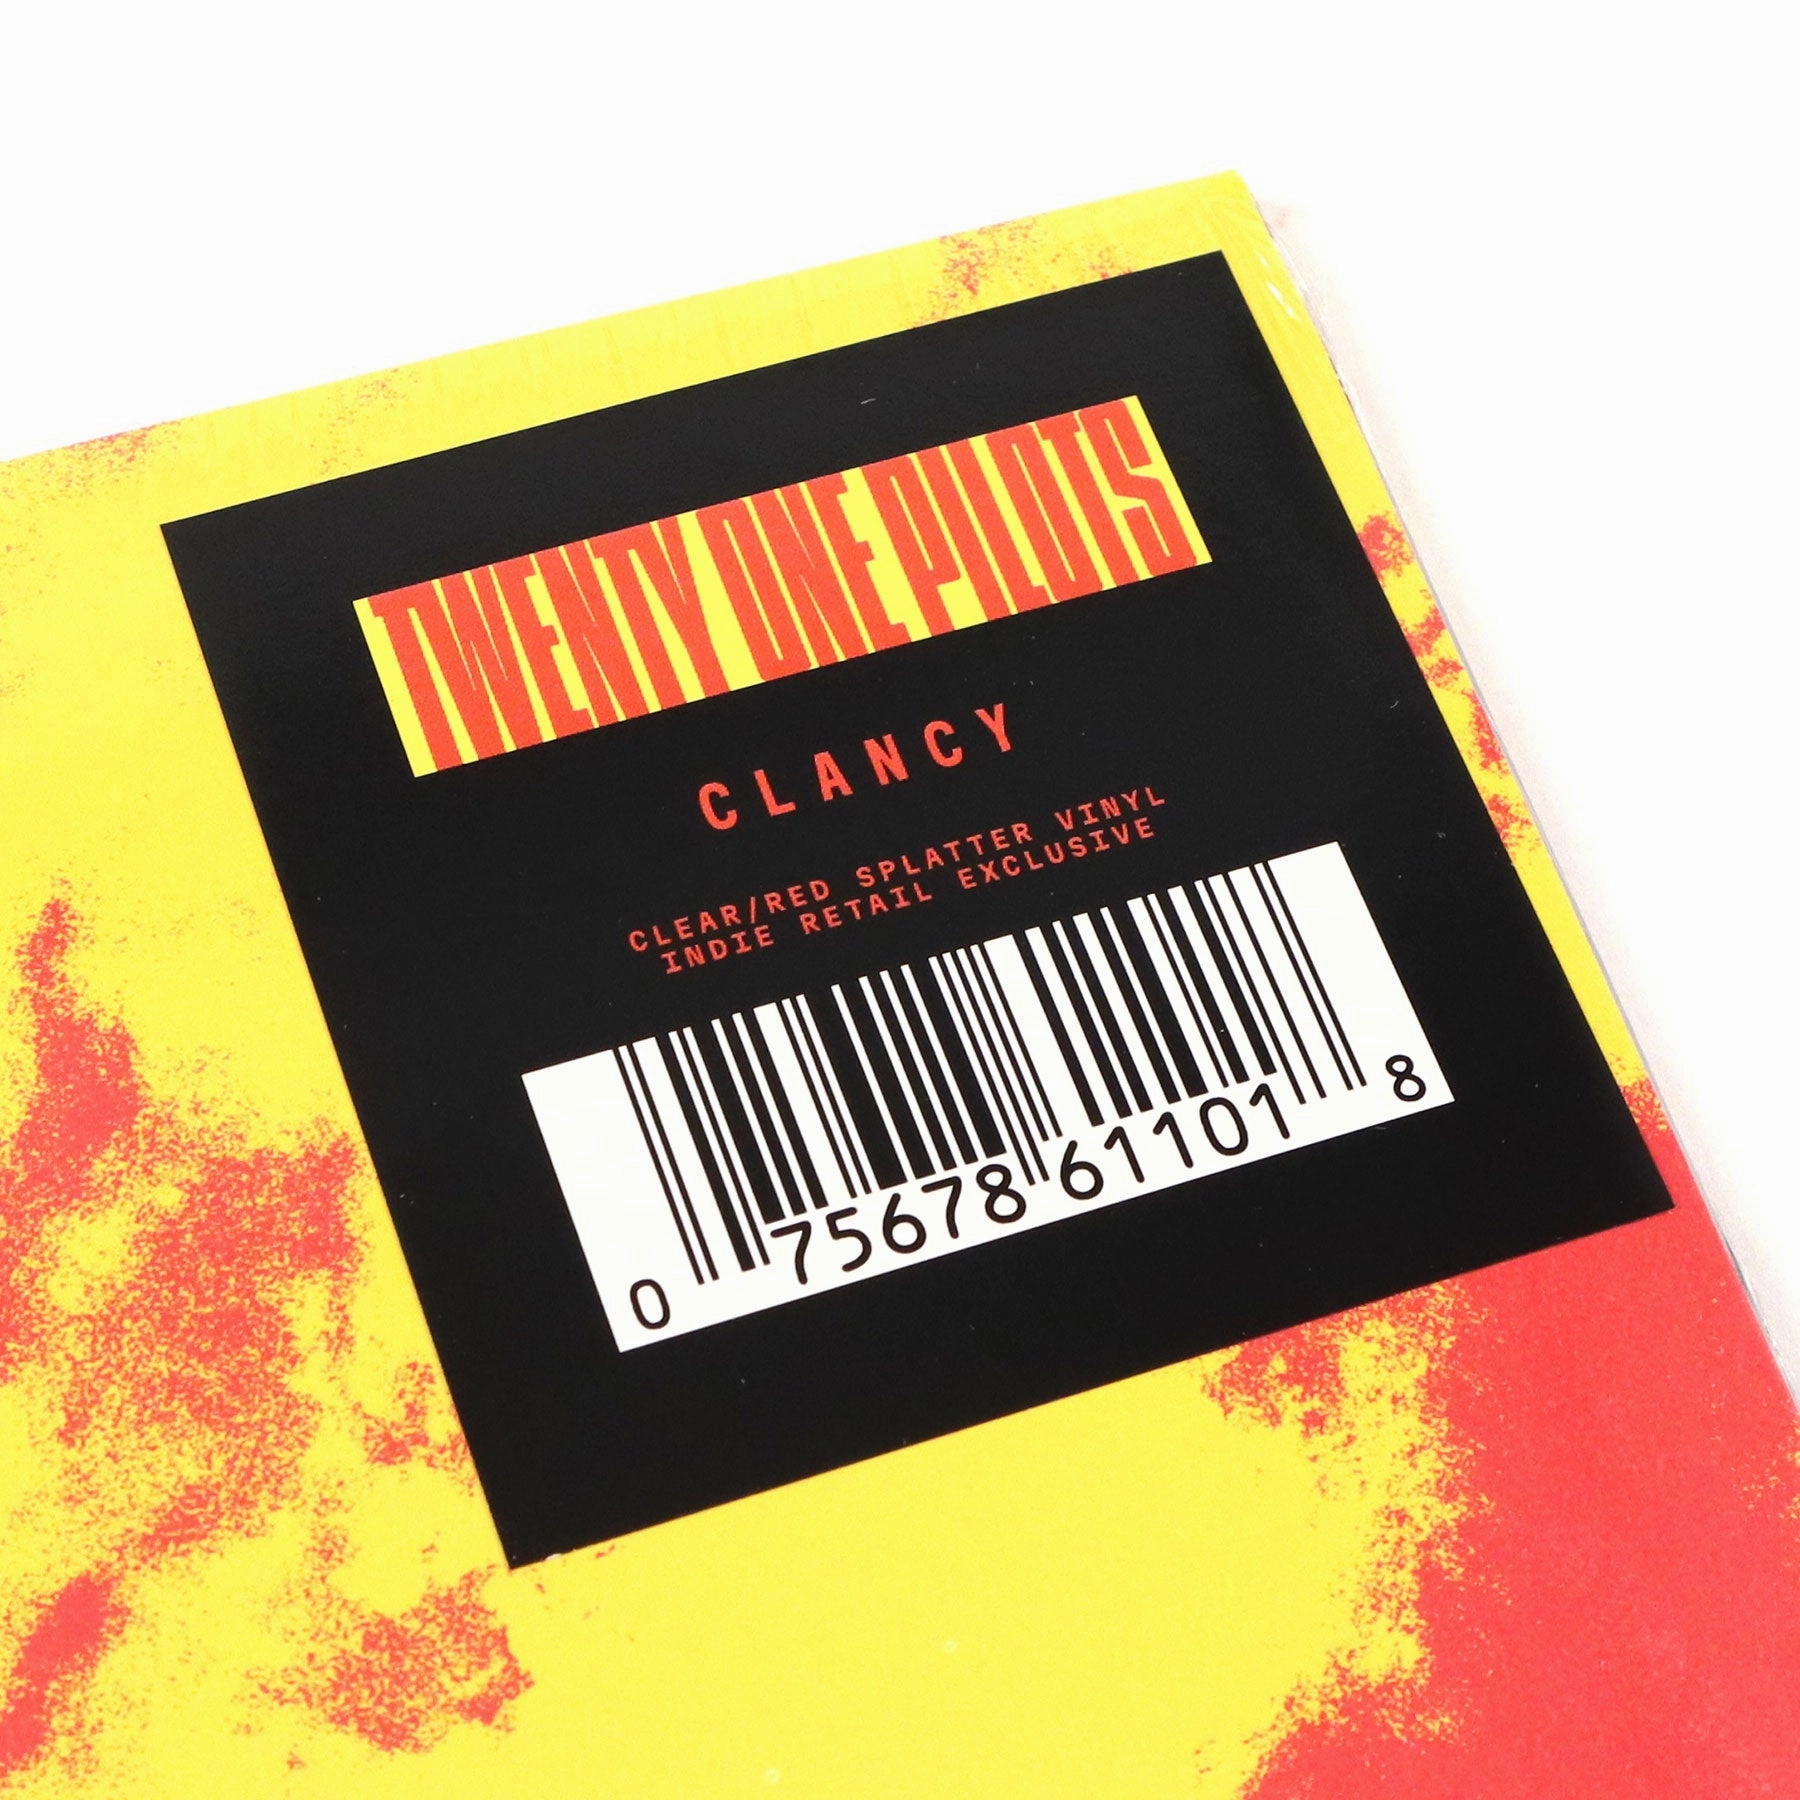 TWENTY ONE PILOTS
CLANCY
CLEAR/RED SPLATTER VINYL
INDIE RETAIL EXCLUSIVE
0 75678 61101 8